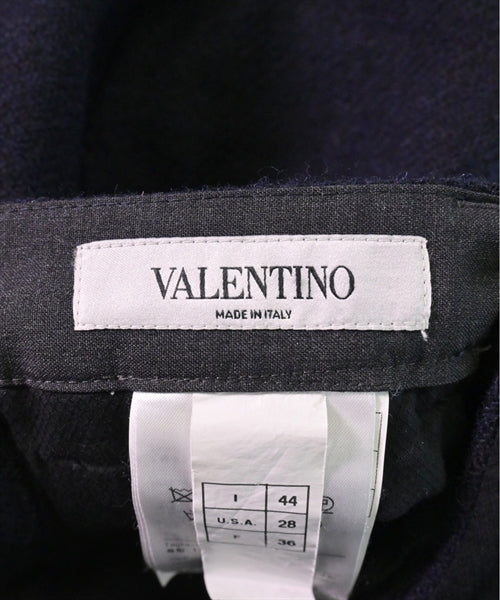 VALENTINO
MADE IN ITALY
I 44
U.S.A. 28
F 36